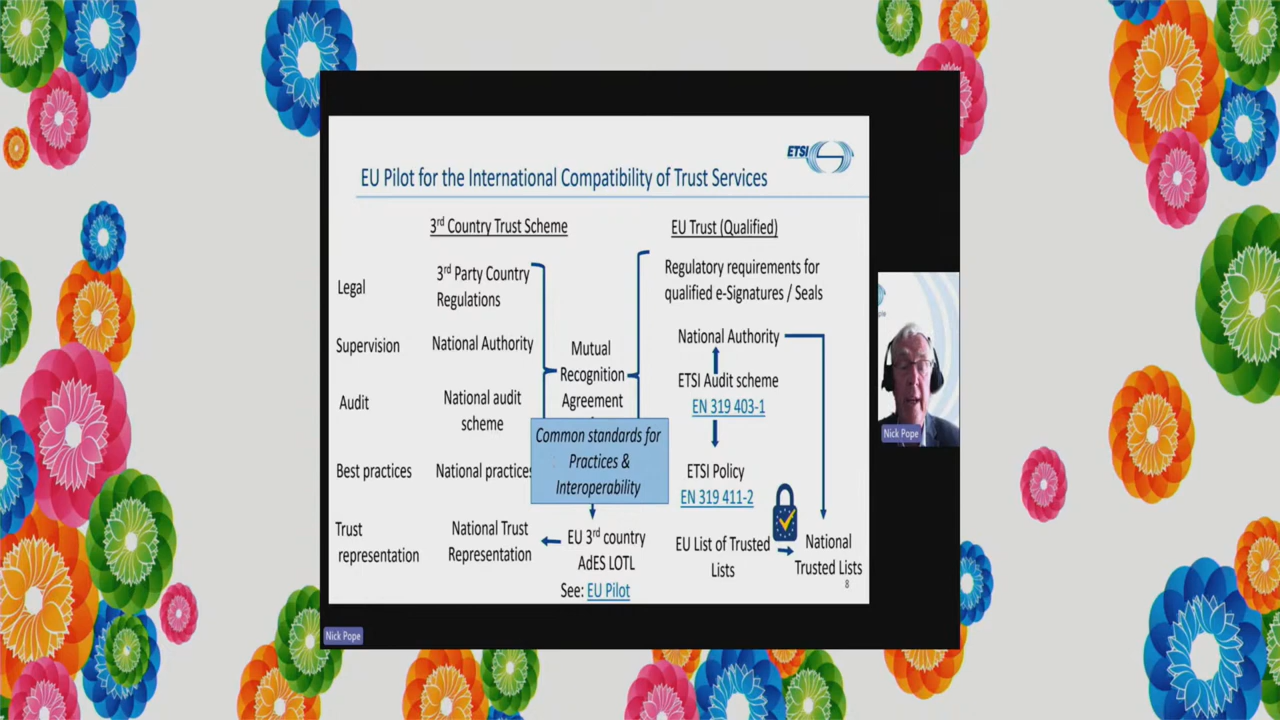 ETSI
EU Pilot for the International Compatibility of Trust Services
3rd Country Trust Scheme
EU Trust (Qualified)
Legal
3rd Party Country
Regulations
Regulatory requirements for
qualified e-Signatures / Seals
Supervision
National Authority
Mutual
Recognition
Agreement
National Authority
Audit
National audit
scheme
ETSI Audit scheme
EN 319 403-1
Common standards for
Practices &
Interoperability
Best practices
National practices
ETSI Policy
EN 319 411-2
Trust
representation
National Trust
Representation
EU 3rd country
AdES LOTL
See: EU Pilot
EU List of Trusted
Lists
National
Trusted Lists
8
Nick Pope
Nick Pope